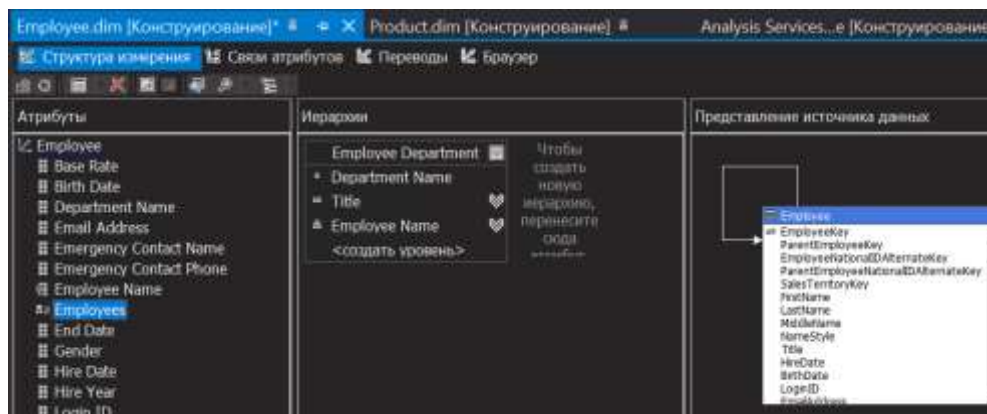 Employee.dim [Конструирование]* Product.dim [Конструирование] Analysis Services...e [Конструирование
Структура измерения Связи атрибутов Переводы Браузер
Атрибуты
Employee
Base Rate
Birth Date
Department Name
Email Address
Emergency Contact Name
Emergency Contact Phone
Employee Name
Employees
End Date
Gender
Hire Date
Hire Year
Login ID
Иерархии
Employee Department
Department Name
Title
Employee Name
<создать уровень>
Чтобы
создать
новую
иерархию,
перенесите
сюда
Представление источника данных
Employee
EmployeeKey
ParentEmployeeKey
EmployeeNationalIDAlternateKey
ParentEmployeeNationalIDAlternateKey
SalesTerritoryKey
FirstName
LastName
MiddleName
NameStyle
Title
HireDate
BirthDate
LoginID
EmailAddress